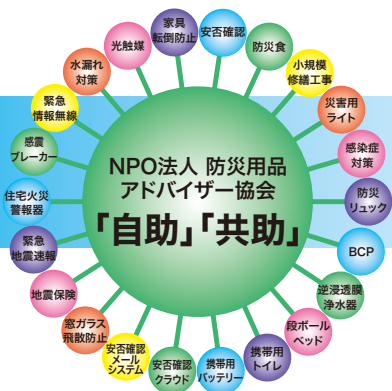 NPO法人 防災用品
アドバイザー協会
「自助」「共助」
安否確認
防災食
小規模
修繕工事
災害用
ライト
感染症
対策
防災
リュック
BCP
逆浸透膜
浄水器
段ボール
ベッド
携帯用
トイレ
携帯用
バッテリー
安否確認
クラウド
安否確認
メール
システム
窓ガラス
飛散防止
地震保険
緊急
地震速報
住宅火災
警報器
感震
ブレーカー
緊急
情報無線
水漏れ
対策
光触媒
家具
転倒防止